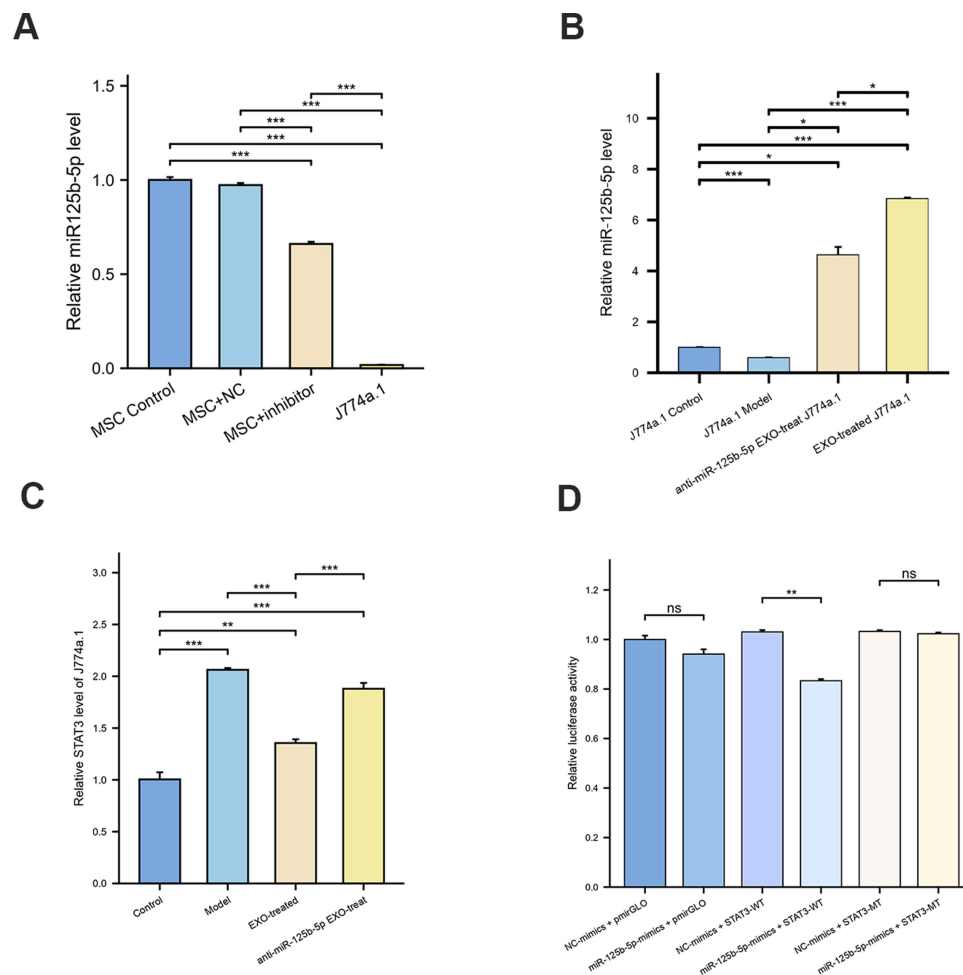 A
Relative miR125b-5p level
1.5
1.0
0.5
0.0
***
***
***
***
***
MSC Control
MSC+NC
MSC+inhibitor
J774a.1
B
Relative miR-125b-5p level
10
8
6
4
2
0
*
***
*
***
*
***
J774a.1 Control
J774a.1 Model
anti-miR-125b-5p EXO-treat J774a.1
EXO-treated J774a.1
C
Relative STAT3 level of J774a.1
3.0
2.5
2.0
1.5
1.0
0.5
0.0
***
***
***
**
***
Control
Model
EXO-treated
anti-miR-125b-5p EXO-treat
D
Relative luciferase activity
1.2
1.0
0.8
0.6
0.4
0.2
0.0
ns
**
ns
NC-mimics + pmirGLO
miR-125b-5p-mimics + pmirGLO
NC-mimics + STAT3-WT
miR-125b-5p-mimics + STAT3-WT
NC-mimics + STAT3-MT
miR-125b-5p-mimics + STAT3-MT